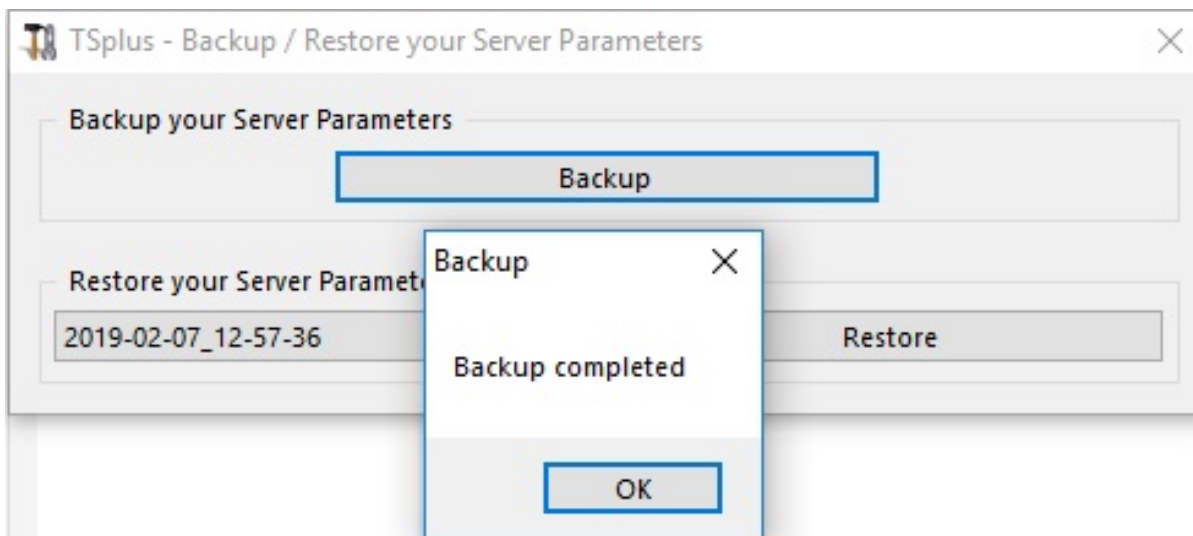 TSplus - Backup / Restore your Server Parameters
Backup your Server Parameters
Backup
Restore your Server
2019-02-07_12-57-36
Restore
Backup
Backup completed
OK